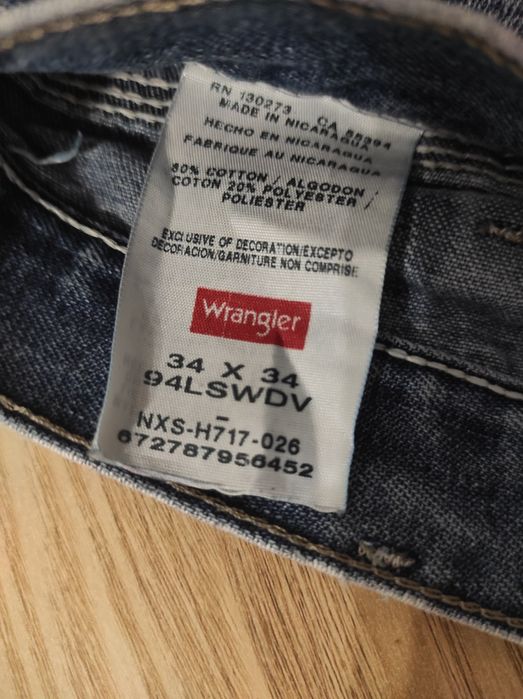 RN 130273 CA 55294
MADE IN NICARAGUA
HECHO EN NICARAGUA
FABRIQUE AU NICARAGUA
80% COTTON / ALGODON /
COTON 20% POLYESTER /
POLIESTER
EXCLUSIVE OF DECORATION/EXCEPTO
DECORACION/GARNITURE NON COMPRISE
Wrangler
34 X 34
94LSWDV
-
NXS-H717-026
672787956452